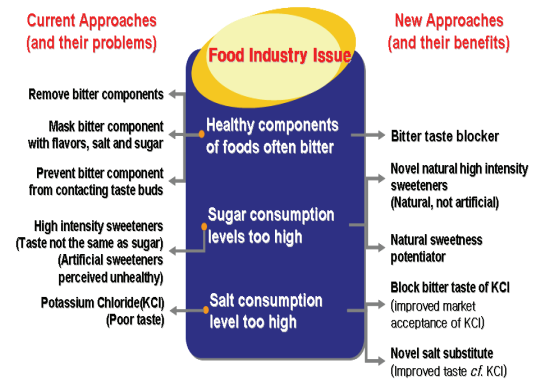 Current Approaches
(and their problems)
Food Industry Issue
New Approaches
(and their benefits)
Remove bitter components
Mask bitter component
with flavors, salt and sugar
Prevent bitter component
from contacting taste buds
Healthy components
of foods often bitter
Bitter taste blocker
High intensity sweeteners
(Taste not the same as sugar)
(Artificial sweeteners
perceived unhealthy)
Sugar consumption
levels too high
Novel natural high intensity
sweeteners
(Natural, not artificial)
Natural sweetness
potentiator
Potassium Chloride(KCl)
(Poor taste)
Salt consumption
level too high
Block bitter taste of KCl
(improved market
acceptance of KCl)
Novel salt substitute
(Improved taste cf. KCl)